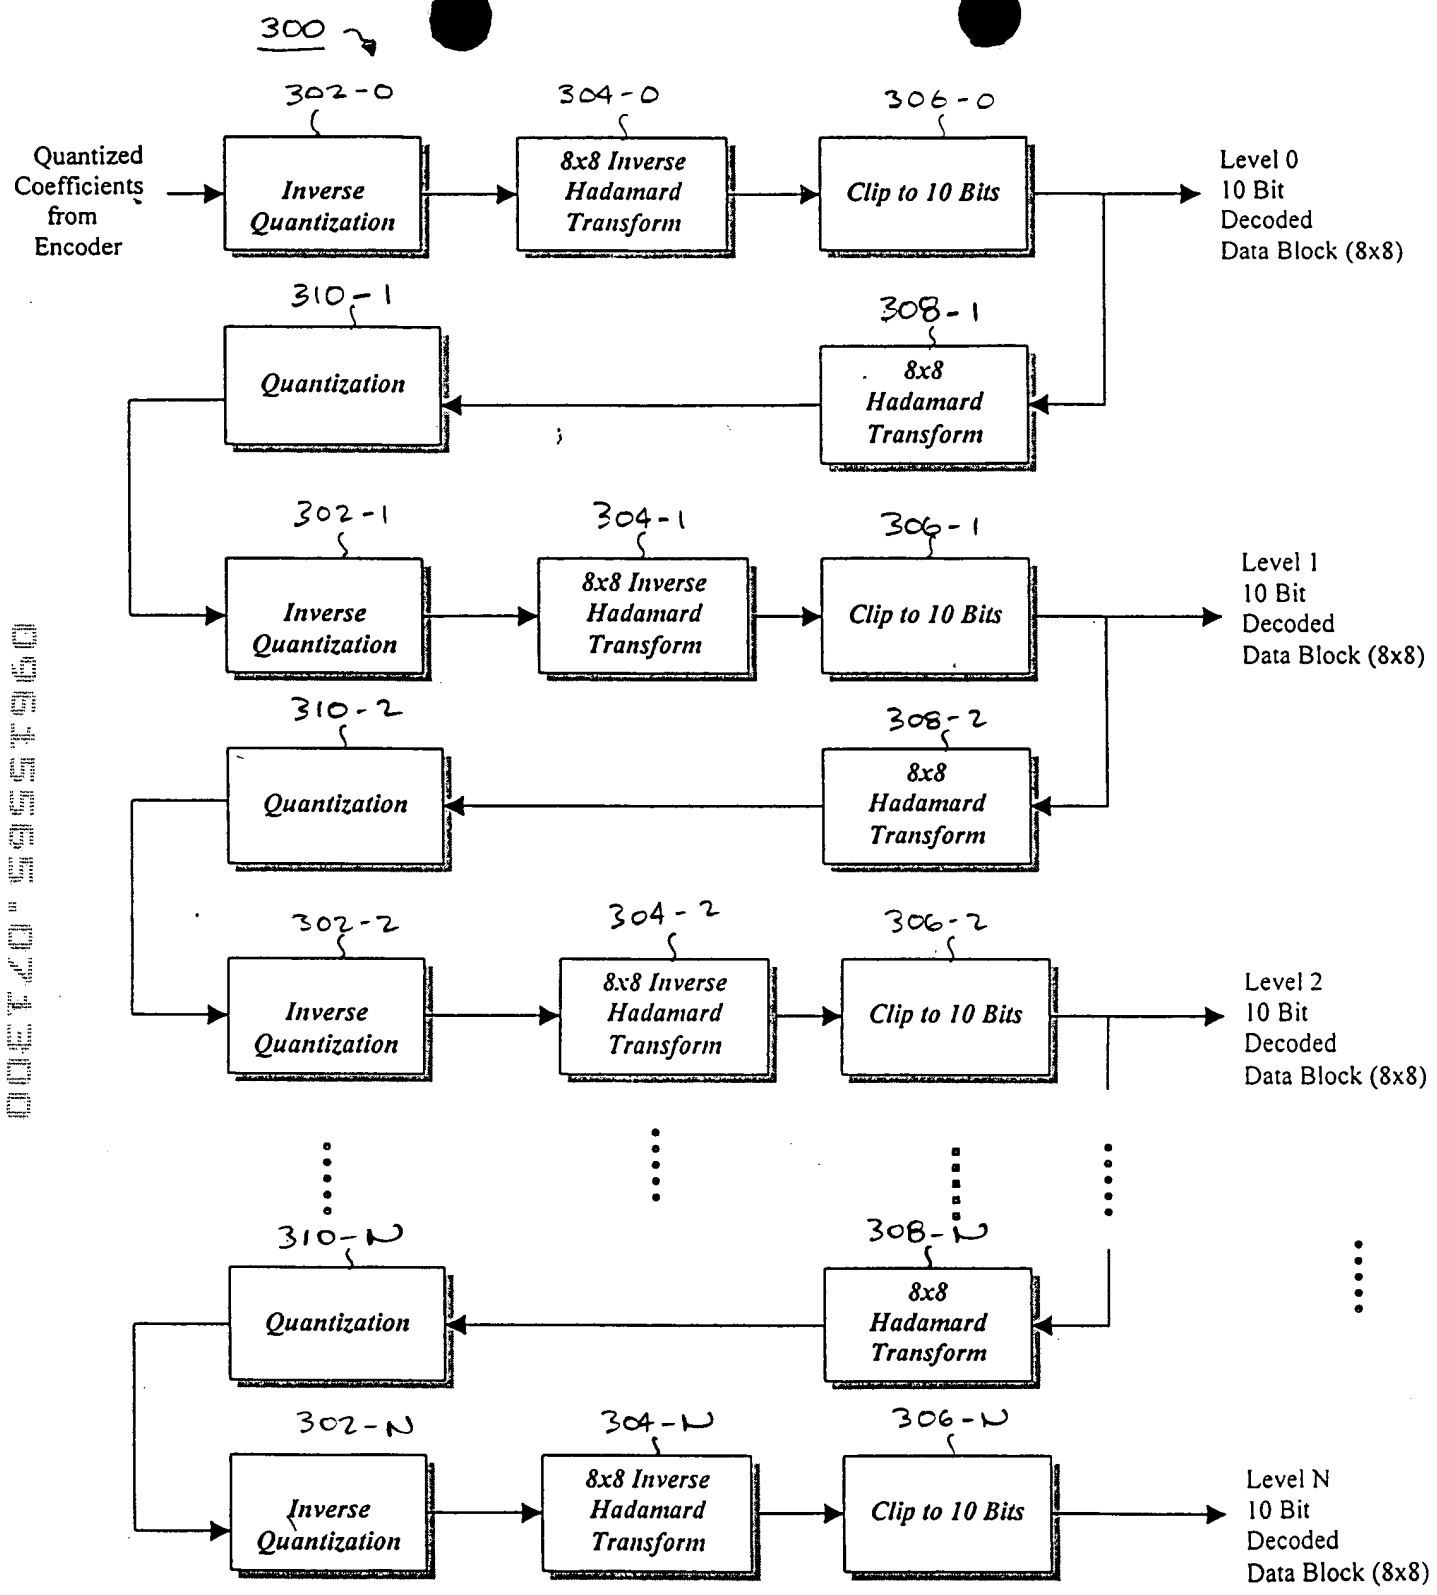 300
302-0
304-0
306-0
Quantized
Coefficients
from
Encoder
Inverse
Quantization
8x8 Inverse
Hadamard
Transform
Clip to 10 Bits
Level 0
10 Bit
Decoded
Data Block (8x8)
310-1
308-1
Quantization
8x8
Hadamard
Transform
302-1
304-1
306-1
Inverse
Quantization
8x8 Inverse
Hadamard
Transform
Clip to 10 Bits
Level 1
10 Bit
Decoded
Data Block (8x8)
310-2
308-2
Quantization
8x8
Hadamard
Transform
302-2
304-2
306-2
Inverse
Quantization
8x8 Inverse
Hadamard
Transform
Clip to 10 Bits
Level 2
10 Bit
Decoded
Data Block (8x8)
310-N
308-N
Quantization
8x8
Hadamard
Transform
302-N
304-N
306-N
Inverse
Quantization
8x8 Inverse
Hadamard
Transform
Clip to 10 Bits
Level N
10 Bit
Decoded
Data Block (8x8)